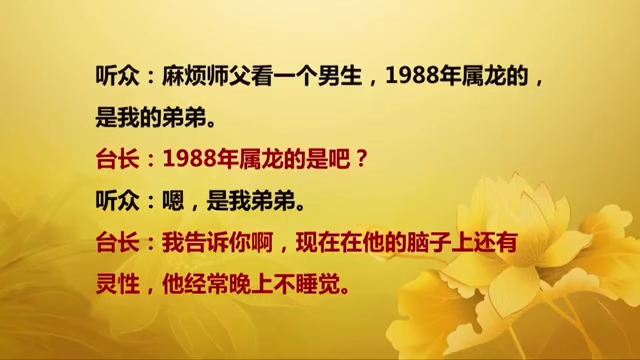 听众：麻烦师父看一个男生，1988年属龙的，
是我的弟弟。
台长：1988年属龙的是吧？
听众：嗯，是我弟弟。
台长：我告诉你啊，现在在他的脑子上还有
灵性，他经常晚上不睡觉。